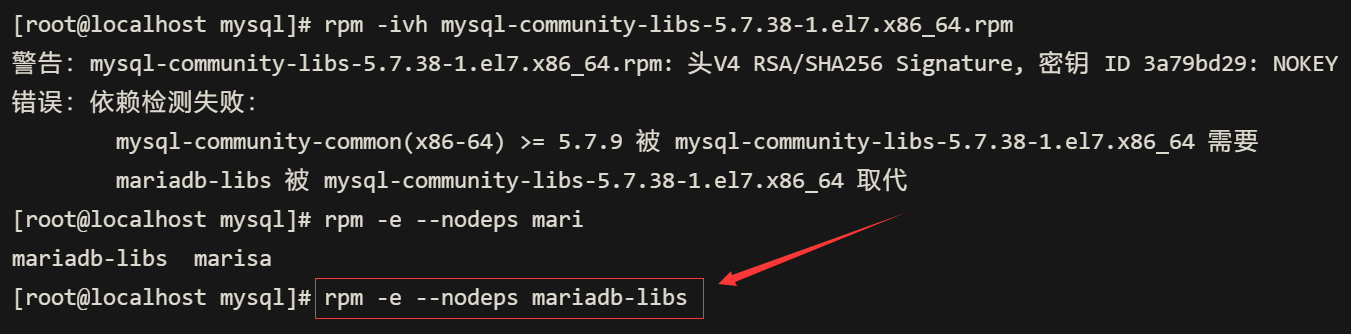 [root@localhost mysql]# rpm -ivh mysql-community-libs-5.7.38-1.el7.x86_64.rpm
警告：mysql-community-libs-5.7.38-1.el7.x86_64.rpm: 头V4 RSA/SHA256 Signature, 密钥 ID 3a79bd29: NOKEY
错误：依赖检测失败：
mysql-community-common(x86-64) >= 5.7.9 被 mysql-community-libs-5.7.38-1.el7.x86_64 需要
mariadb-libs 被 mysql-community-libs-5.7.38-1.el7.x86_64 取代
[root@localhost mysql]# rpm -e --nodeps mari
mariadb-libs  marisa
[root@localhost mysql]# rpm -e --nodeps mariadb-libs